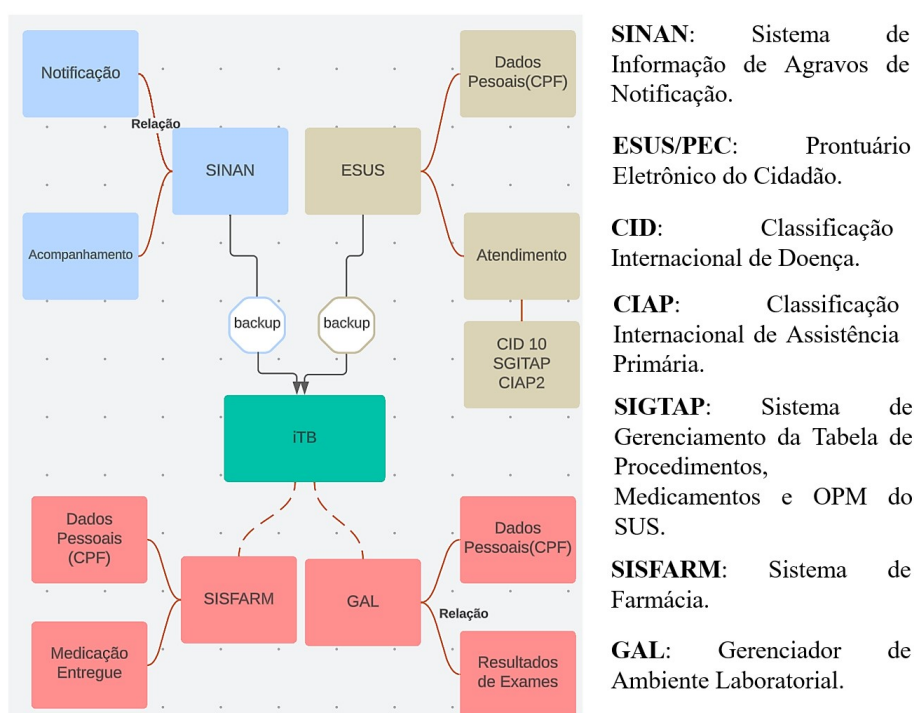 Notificação
Relação
SINAN
Acompanhamento
ESUS
Dados
Pesoais(CPF)
Atendimento
CID 10
SGITAP
CIAP2
backup
backup
iTB
Dados
Pessoais
(CPF)
SISFARM
Medicação
Entregue
GAL
Dados
Pessoais(CPF)
Relação
Resultados
de Exames
SINAN: Sistema de
Informação de Agravos de
Notificação.
ESUS/PEC: Prontuário
Eletrônico do Cidadão.
CID: Classificação
Internacional de Doença.
CIAP: Classificação
Internacional de Assistência
Primária.
SIGTAP: Sistema de
Gerenciamento da Tabela de
Procedimentos,
Medicamentos e OPM do
SUS.
SISFARM: Sistema de
Farmácia.
GAL: Gerenciador de
Ambiente Laboratorial.